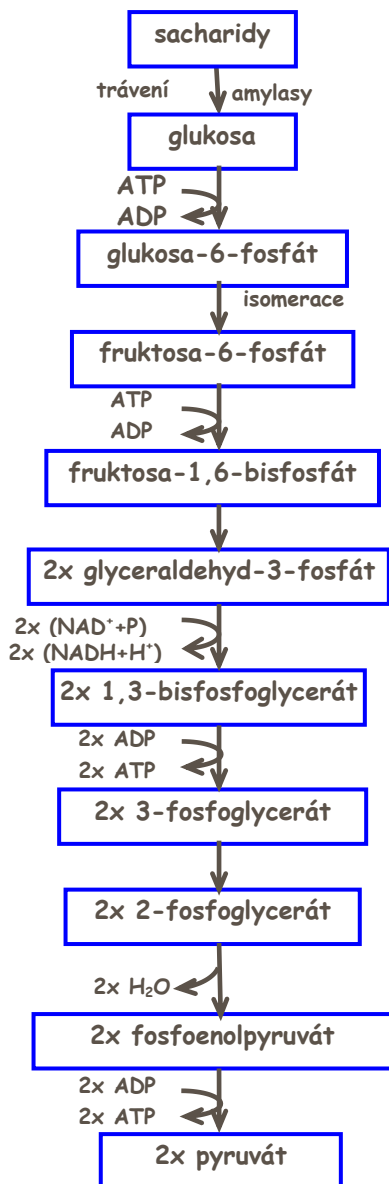 sacharidy
trávení
amylasy
glukosa
ATP
ADP
glukosa-6-fosfát
isomerace
fruktosa-6-fosfát
ATP
ADP
fruktosa-1,6-bisfosfát
2x glyceraldehyd-3-fosfát
2x (NAD⁺+P)
2x (NADH+H⁺)
2x 1,3-bisfosfoglycerát
2x ADP
2x ATP
2x 3-fosfoglycerát
2x 2-fosfoglycerát
2x H₂O
2x fosfoenolpyruvát
2x ADP
2x ATP
2x pyruvát